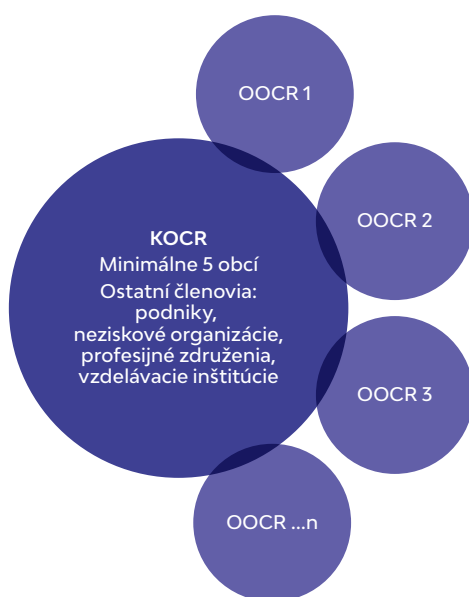 OOCR 1
OOCR 2
KOCR
Minimálne 5 obcí
Ostatní členovia:
podniky,
neziskové organizácie,
profesijné združenia,
vzdelávacie inštitúcie
OOCR 3
OOCR ...n